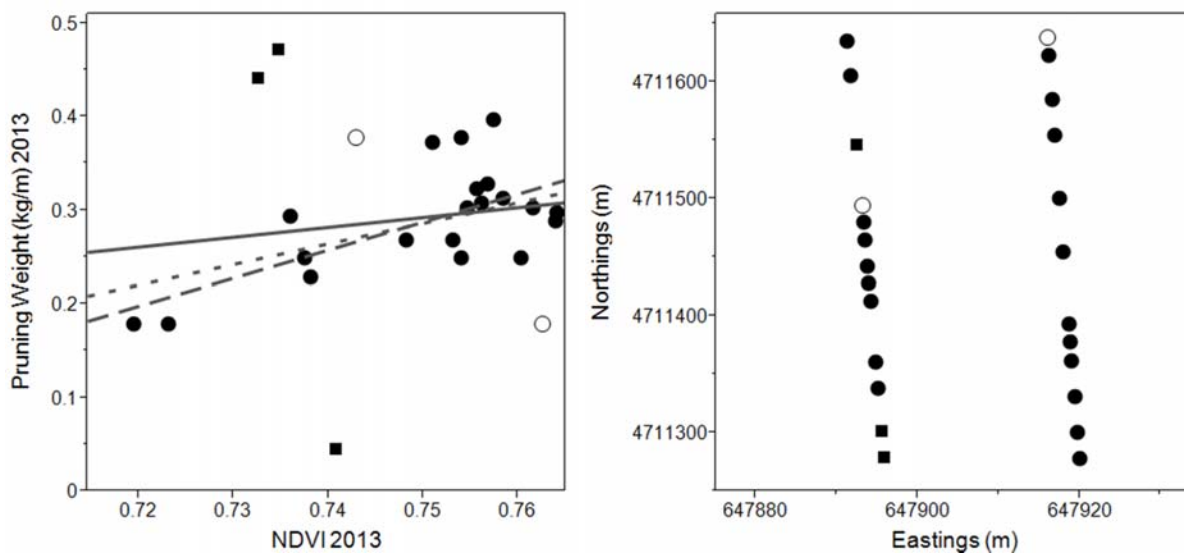 0.5
0.4
0.3
0.2
0.1
0
Pruning Weight (kg/m) 2013
0.72 0.73 0.74 0.75 0.76
NDVI 2013
4711600
4711500
4711400
4711300
Northings (m)
647880 647900 647920
Eastings (m)